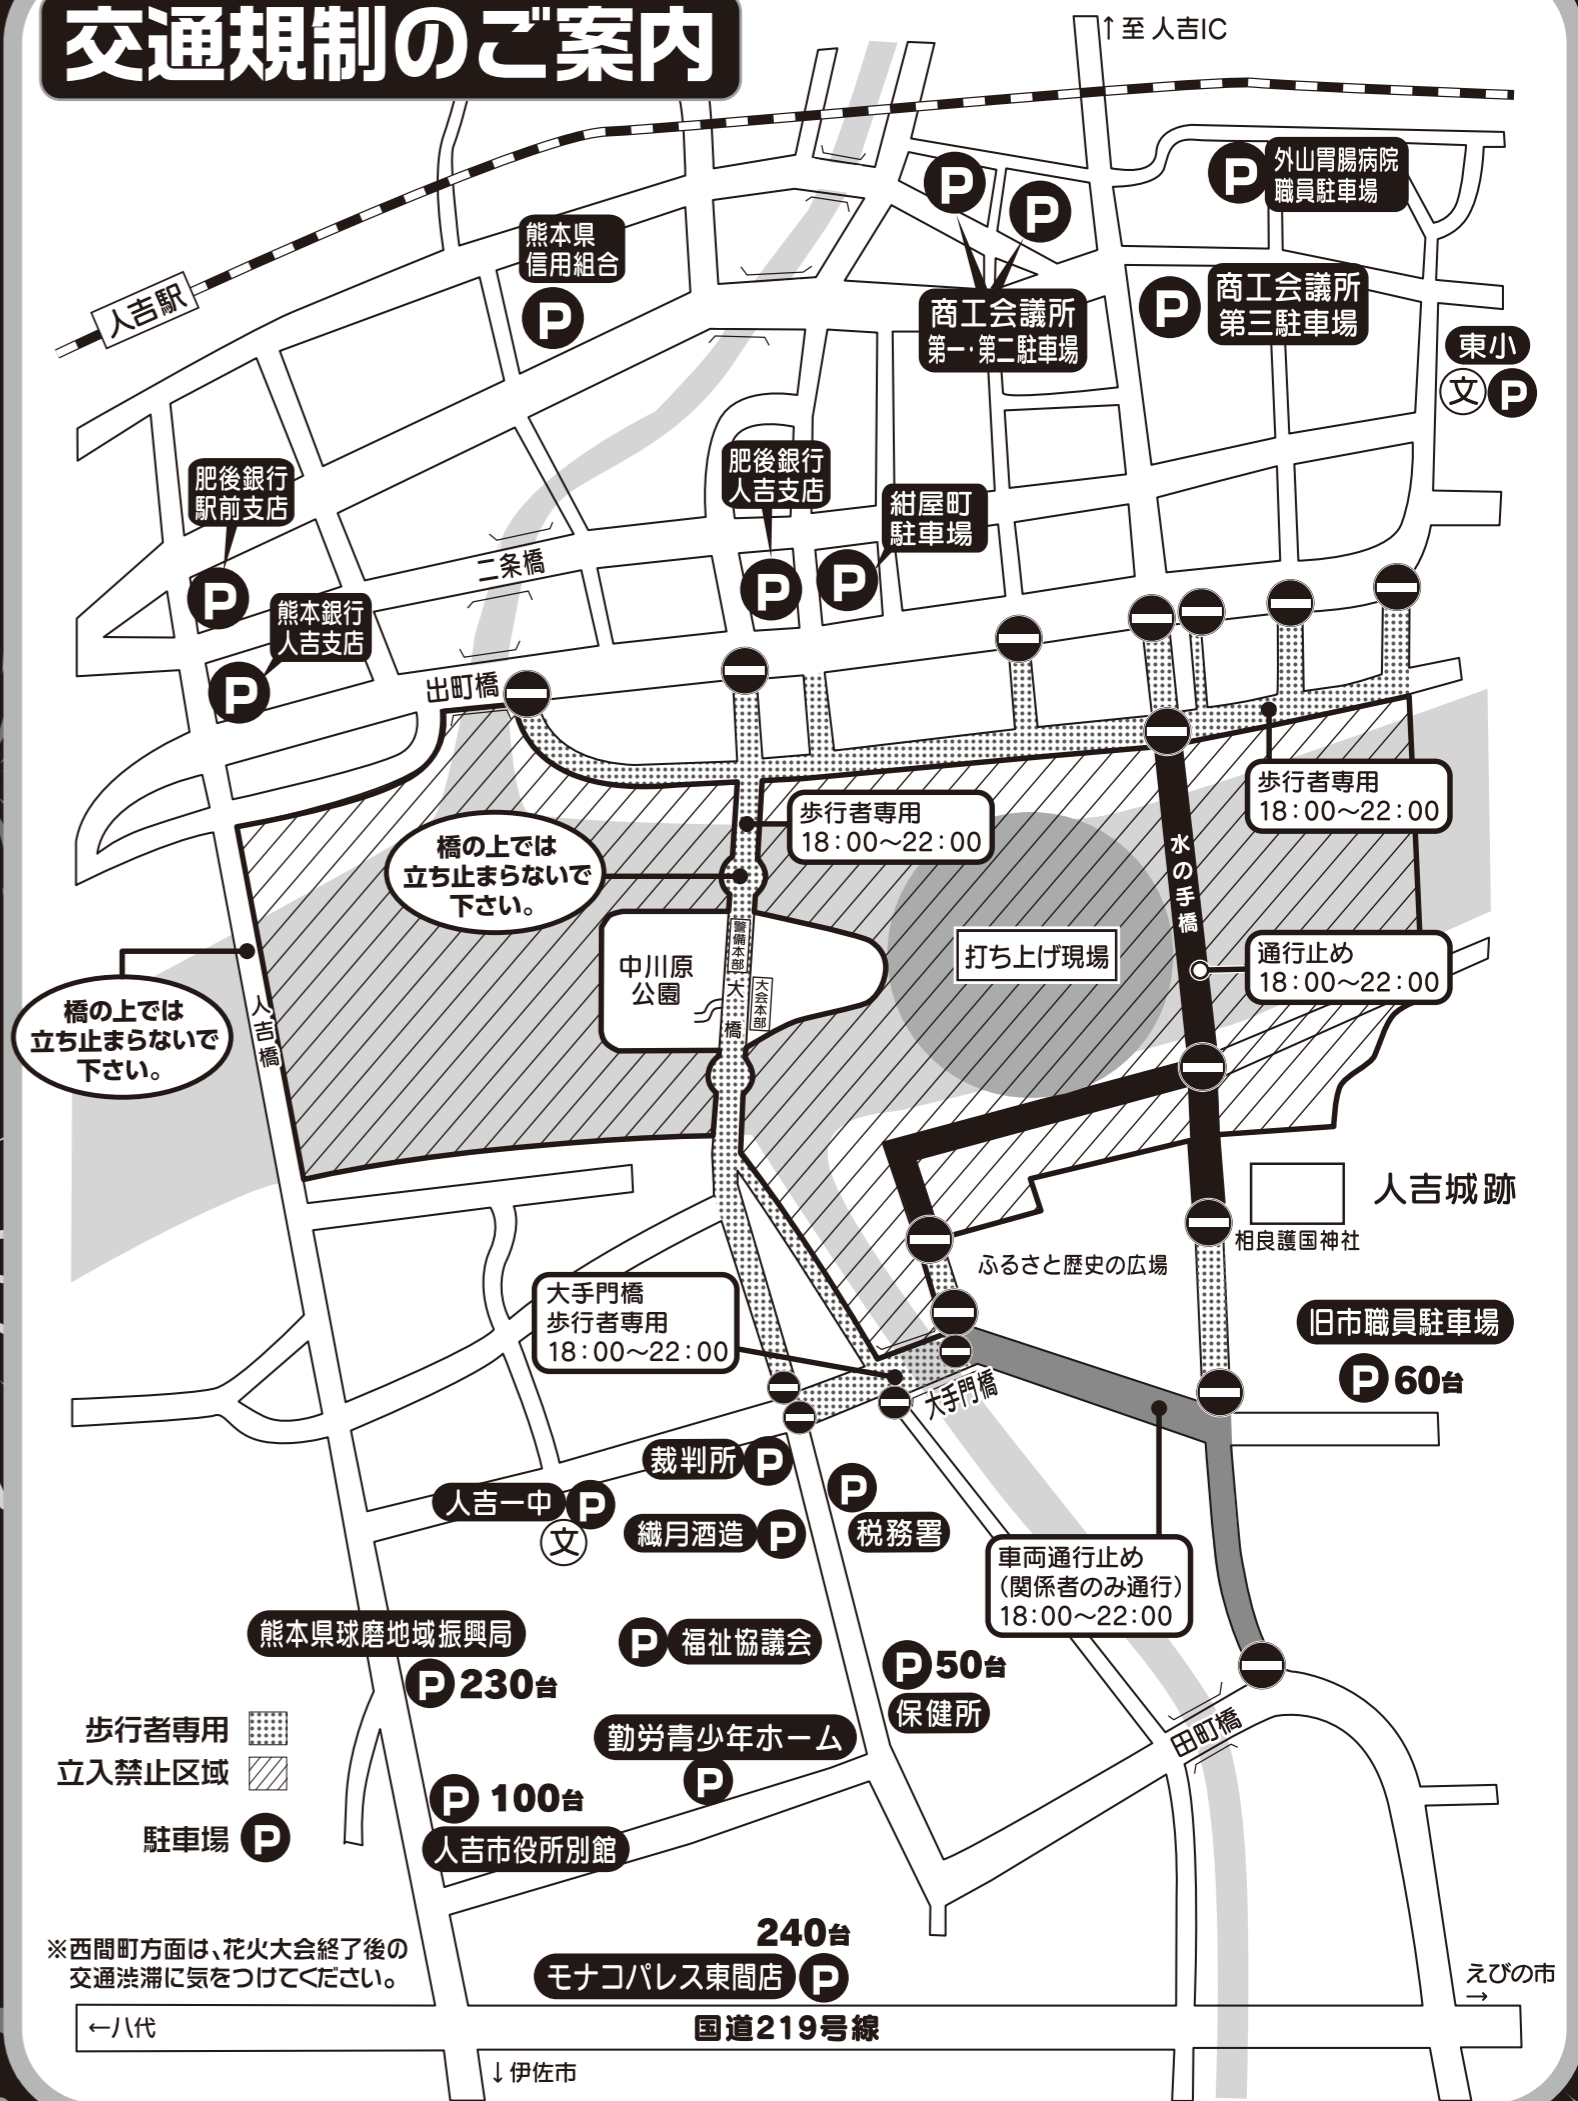 交通規制のご案内
↑至 人吉IC
人吉駅
熊本県
信用組合
P
P
P
外山胃腸病院
職員駐車場
P
商工会議所
第一・第二駐車場
商工会議所
第三駐車場
P
東小
文
P
肥後銀行
駅前支店
P
肥後銀行
人吉支店
P
紺屋町
駐車場
P
熊本銀行
人吉支店
P
二条橋
出町橋
歩行者専用
18:00〜22:00
歩行者専用
18:00〜22:00
橋の上では
立ち止まらないで
下さい。
水の手橋
警備本部
大橋
大会本部
中川原
公園
打ち上げ現場
通行止め
18:00〜22:00
橋の上では
立ち止まらないで
下さい。
人吉橋
人吉城跡
相良護国神社
ふるさと歴史の広場
大手門橋
歩行者専用
18:00〜22:00
大手門橋
旧市職員駐車場
P 60台
裁判所 P
人吉一中 P
文
繊月酒造 P
P
税務署
車両通行止め
(関係者のみ通行)
18:00〜22:00
熊本県球磨地域振興局
P 230台
P 福祉協議会
P 50台
保健所
田町橋
勤労青少年ホーム
P
歩行者専用
立入禁止区域
駐車場 P
P 100台
人吉市役所別館
240台
モナコパレス東間店 P
※西間町方面は、花火大会終了後の
交通渋滞に気をつけてください。
えびの市
→
←八代
国道219号線
↓伊佐市